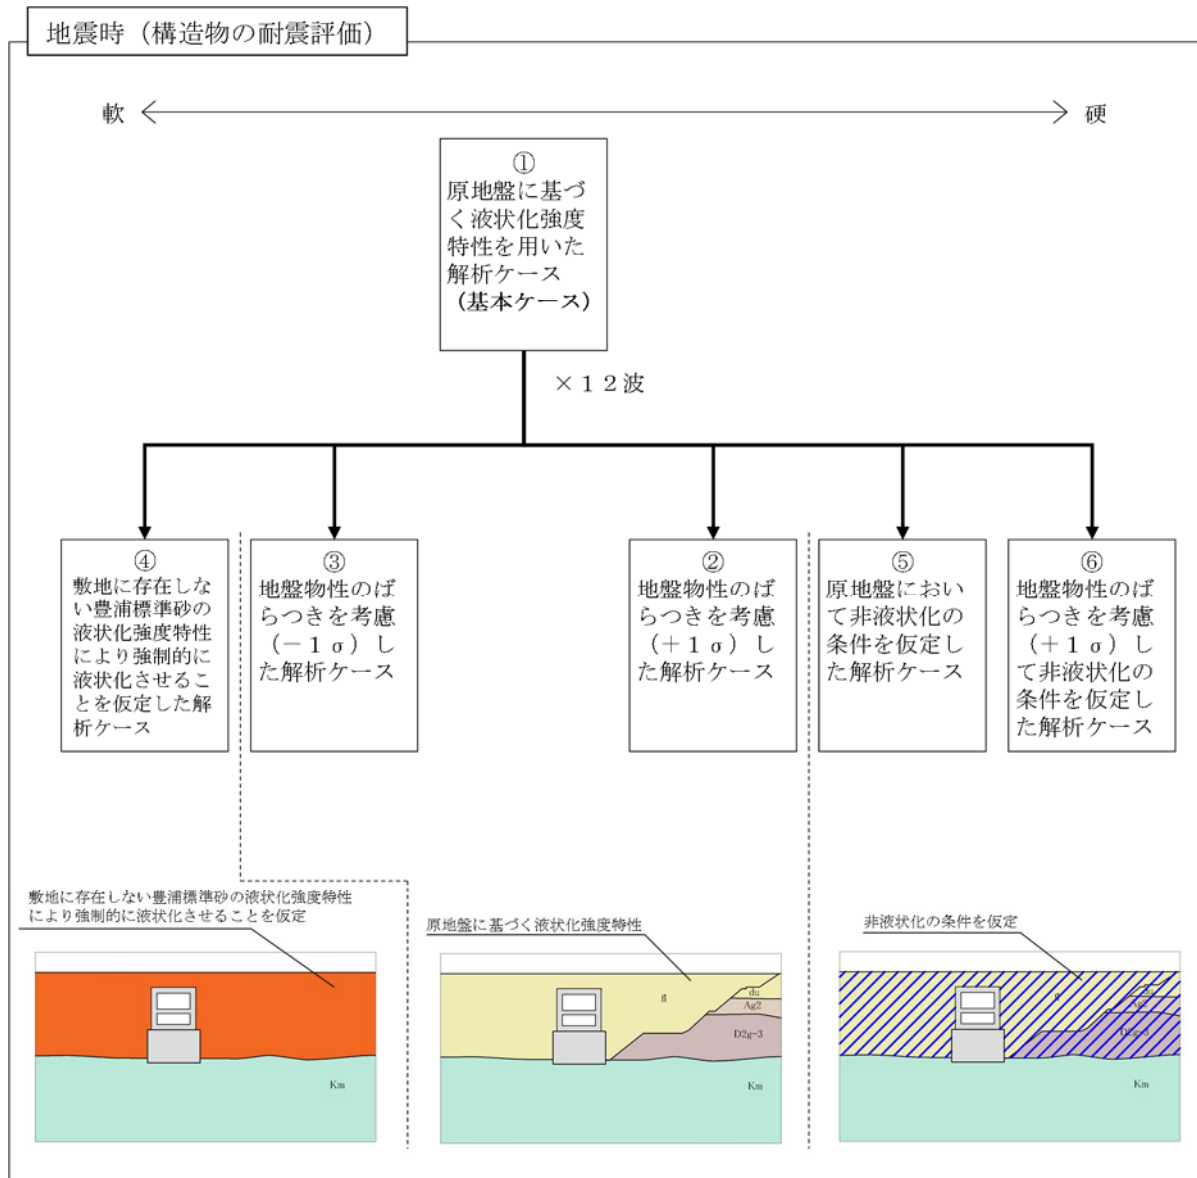 地震時（構造物の耐震評価）
軟
硬
①
原地盤に基づ
く液状化強度
特性を用いた
解析ケース
（基本ケース）
×１２波
④
敷地に存在しな
い豊浦標準砂の
液状化強度特性
により強制的に
液状化させるこ
とを仮定した解
析ケース
③
地盤物性のば
らつきを考慮
（－１σ）し
た解析ケース
②
地盤物性のば
らつきを考慮
（＋１σ）し
た解析ケース
⑤
原地盤におい
て非液状化の
条件を仮定し
た解析ケース
⑥
地盤物性のば
らつきを考慮
（＋１σ）し
て非液状化の
条件を仮定し
た解析ケース
敷地に存在しない豊浦標準砂の液状化強度特性
により強制的に液状化させることを仮定
Km
原地盤に基づく液状化強度特性
fl
du
Ag2
D2g-3
Km
非液状化の条件を仮定
fl
du
Ag2
D2g-3
Km